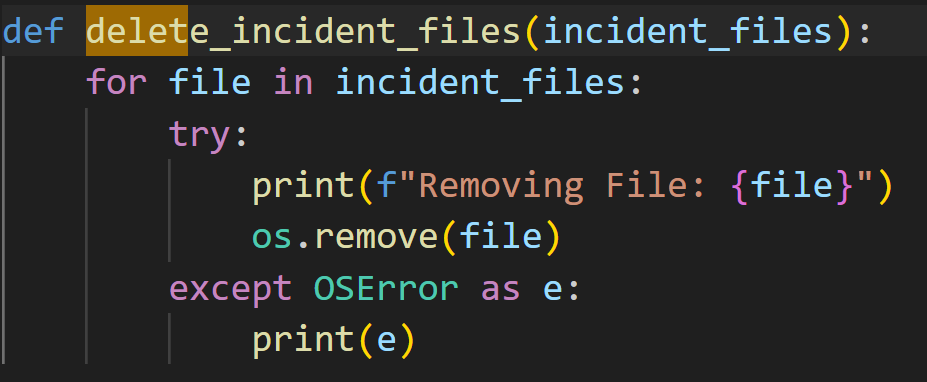 def delete_incident_files(incident_files):
    for file in incident_files:
        try:
            print(f"Removing File: {file}")
            os.remove(file)
        except OSError as e:
            print(e)